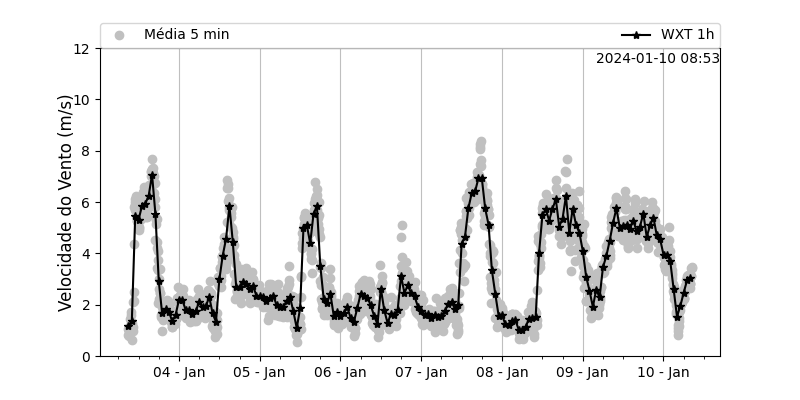 Média 5 min WXT 1h
2024-01-10 08:53
Velocidade do Vento (m/s)
12
10
8
6
4
2
0
04 - Jan 05 - Jan 06 - Jan 07 - Jan 08 - Jan 09 - Jan 10 - Jan